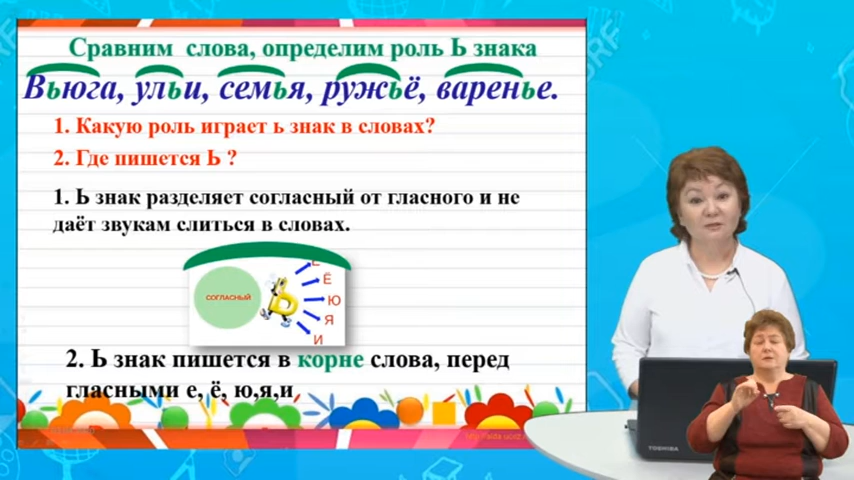 Сравним слова, определим роль Ь знака
Вьюга, ульи, семья, ружьё, варенье.
1. Какую роль играет ь знак в словах?
2. Где пишется Ь ?
1. Ь знак разделяет согласный от гласного и не
даёт звукам слиться в словах.
Е
Ё
СОГЛАСНЫЙ Ь Ю
Я
И
2. Ь знак пишется в корне слова, перед
гласными е, ё, ю,я,и
TOSHIBA